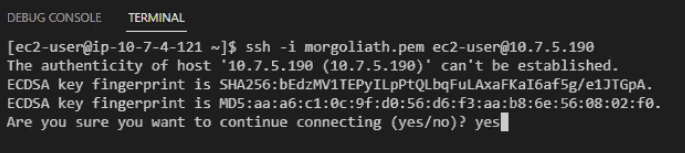 DEBUG CONSOLE TERMINAL
[ec2-user@ip-10-7-4-121 ~]$ ssh -i morgoliath.pem ec2-user@10.7.5.190
The authenticity of host '10.7.5.190 (10.7.5.190)' can't be established.
ECDSA key fingerprint is SHA256:bEdzMV1TEPyILpPtQLbqFuLAxaFKaI6af5g/e1JTGpA.
ECDSA key fingerprint is MD5:aa:a6:c1:0c:9f:d0:56:d6:f3:aa:b8:6e:56:08:02:f0.
Are you sure you want to continue connecting (yes/no)? yes